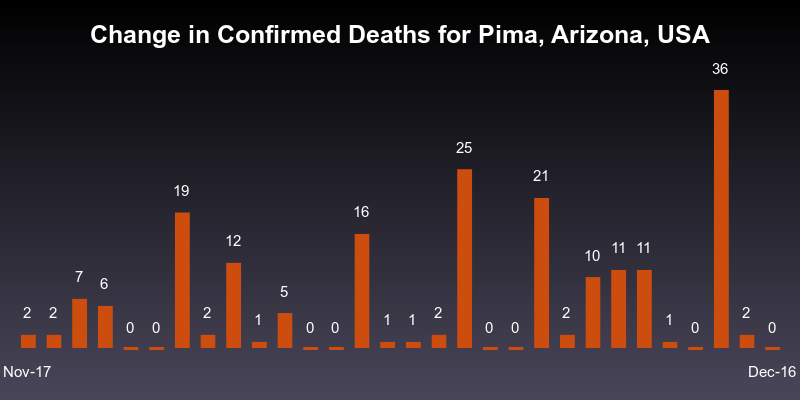 Change in Confirmed Deaths for Pima, Arizona, USA
2 2 7 6 0 0 19 2 12 1 5 0 0 16 1 1 2 25 0 0 21 2 10 11 11 1 0 36 2 0
Nov-17 Dec-16